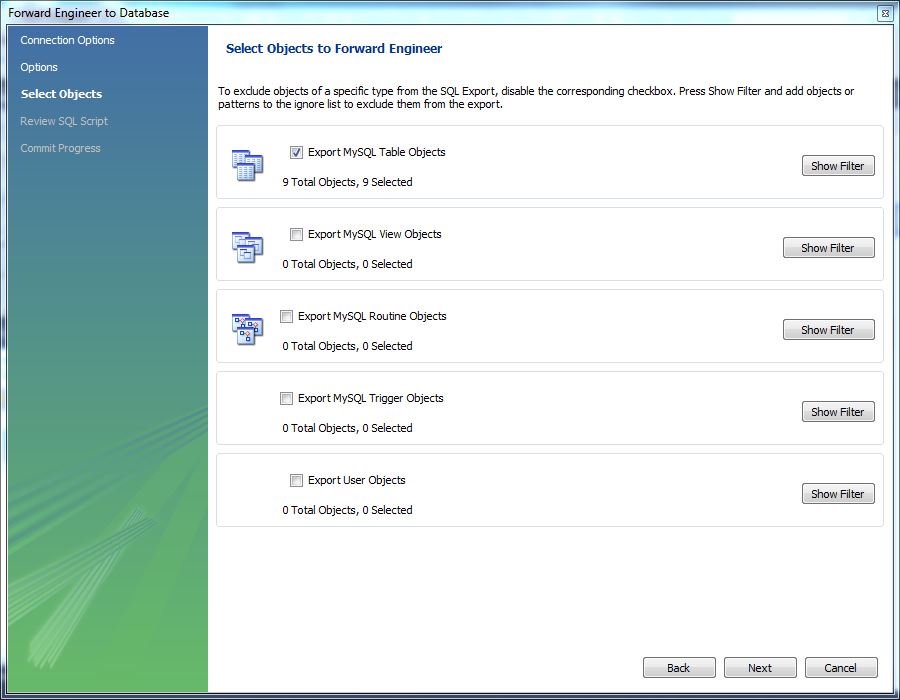 Forward Engineer to Database
Connection Options
Options
Select Objects
Review SQL Script
Commit Progress
Select Objects to Forward Engineer
To exclude objects of a specific type from the SQL Export, disable the corresponding checkbox. Press Show Filter and add objects or
patterns to the ignore list to exclude them from the export.
Export MySQL Table Objects
9 Total Objects, 9 Selected
Show Filter
Export MySQL View Objects
0 Total Objects, 0 Selected
Show Filter
Export MySQL Routine Objects
0 Total Objects, 0 Selected
Show Filter
Export MySQL Trigger Objects
0 Total Objects, 0 Selected
Show Filter
Export User Objects
0 Total Objects, 0 Selected
Show Filter
Back
Next
Cancel